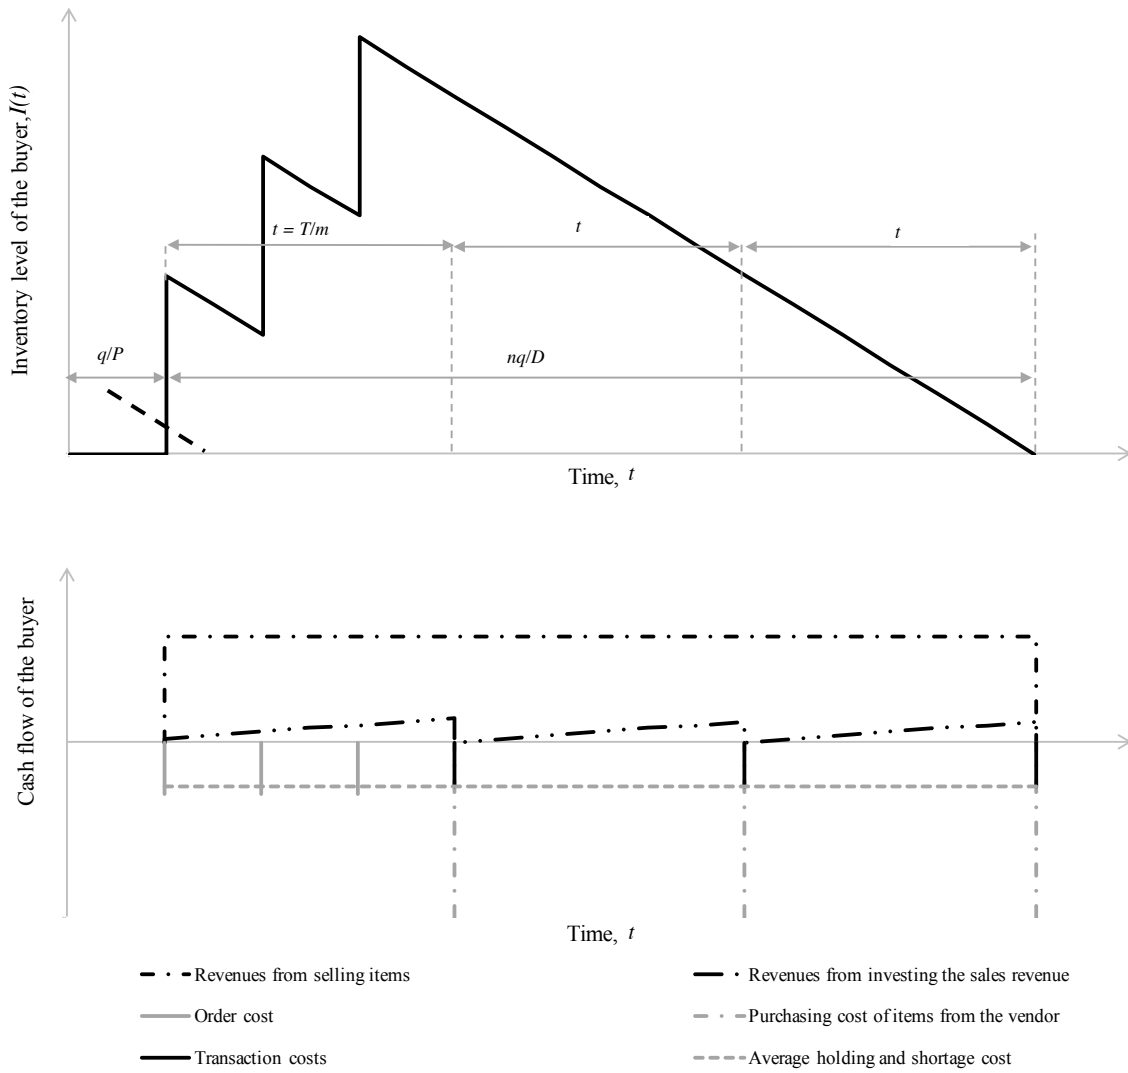 Inventory level of the buyer, I(t)
t = T/m
t
t
q/P
nq/D
Time, t
Cash flow of the buyer
Time, t
Revenues from selling items
Revenues from investing the sales revenue
Order cost
Purchasing cost of items from the vendor
Transaction costs
Average holding and shortage cost